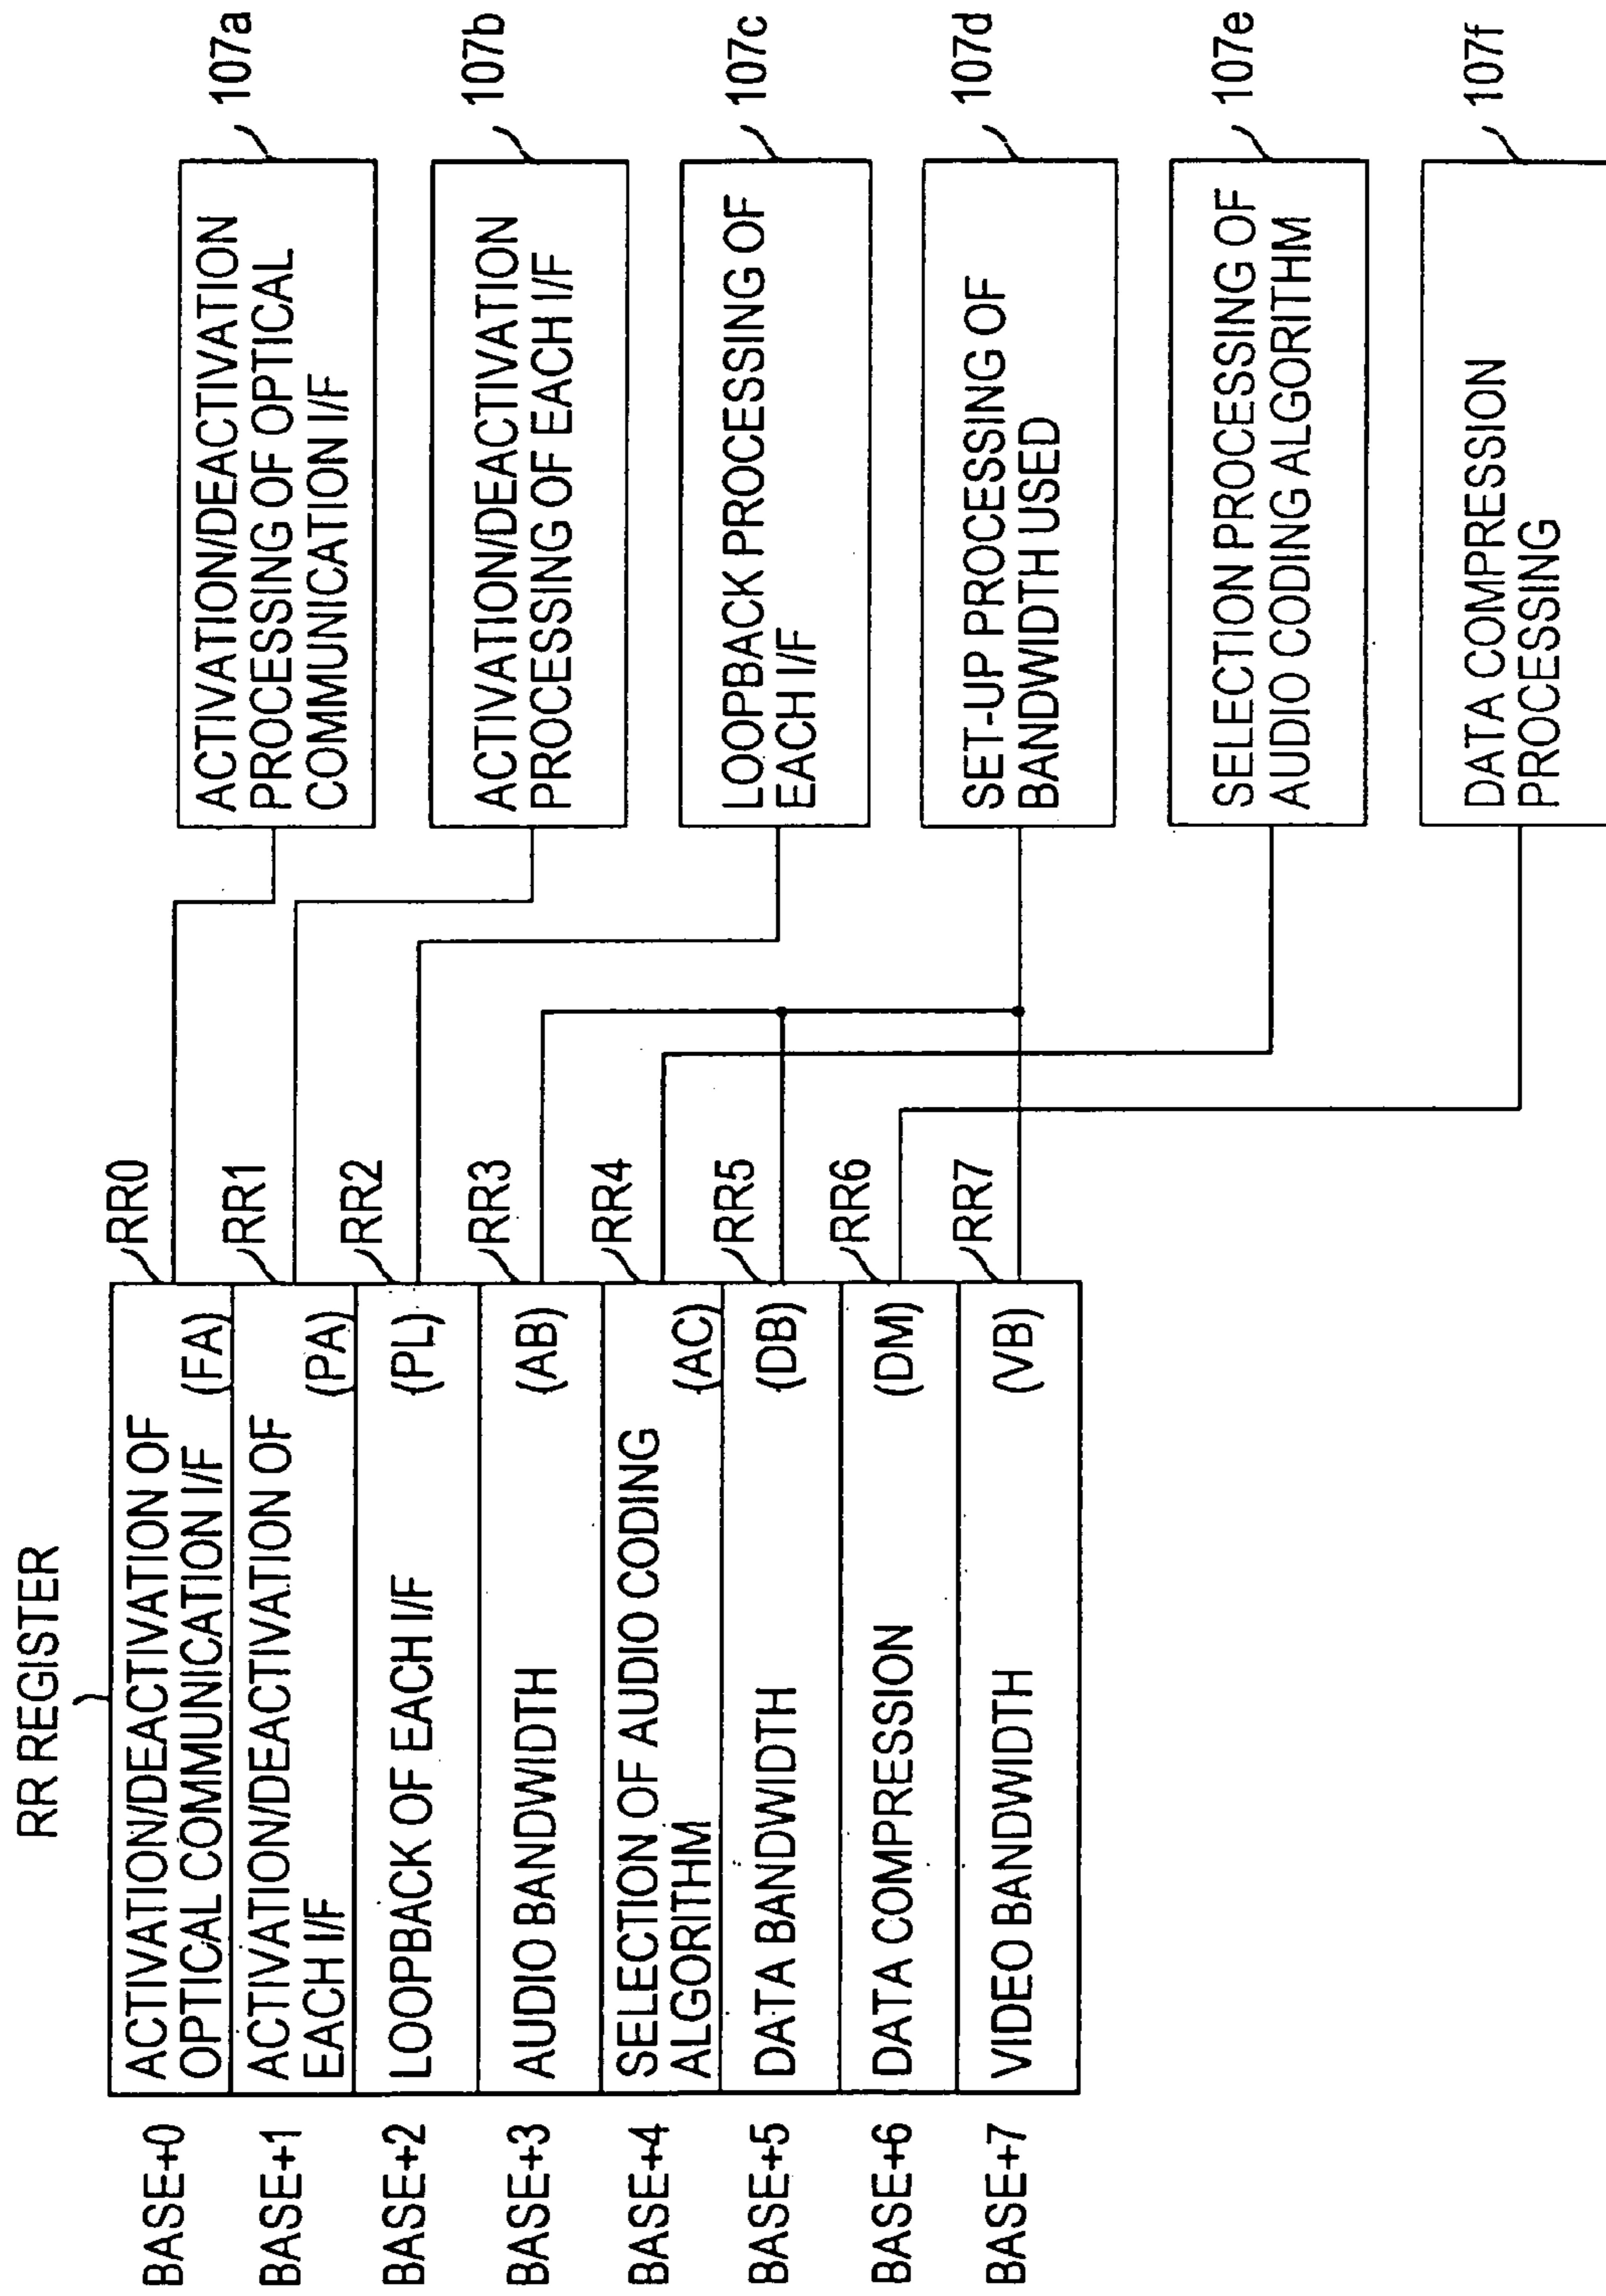 RR REGISTER
BASE+0
ACTIVATION/DEACTIVATION OF
OPTICAL COMMUNICATION I/F (FA)
RR0
BASE+1
ACTIVATION/DEACTIVATION OF
EACH I/F (PA)
RR1
BASE+2
LOOPBACK OF EACH I/F (PL)
RR2
BASE+3
AUDIO BANDWIDTH (AB)
RR3
BASE+4
SELECTION OF AUDIO CODING
ALGORITHM (AC)
RR4
BASE+5
DATA BANDWIDTH (DB)
RR5
BASE+6
DATA COMPRESSION (DM)
RR6
BASE+7
VIDEO BANDWIDTH (VB)
RR7
ACTIVATION/DEACTIVATION
PROCESSING OF OPTICAL
COMMUNICATION I/F
107a
ACTIVATION/DEACTIVATION
PROCESSING OF EACH I/F
107b
LOOPBACK PROCESSING OF
EACH I/F
107c
SET-UP PROCESSING OF
BANDWIDTH USED
107d
SELECTION PROCESSING OF
AUDIO CODING ALGORITHM
107e
DATA COMPRESSION
PROCESSING
107f